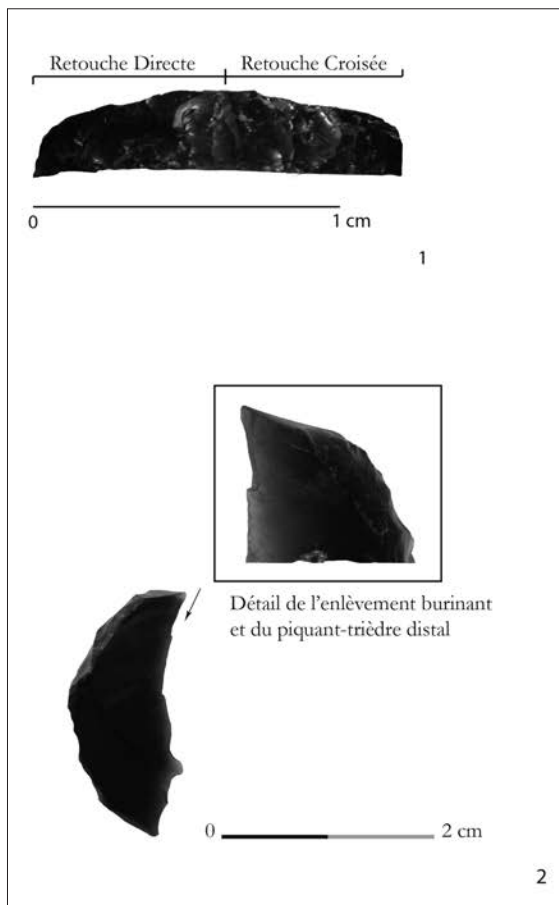 Retouche Directe Retouche Croisée
0 1 cm
1
Détail de l'enlèvement burinant
et du piquant-trièdre distal
0 2 cm
2